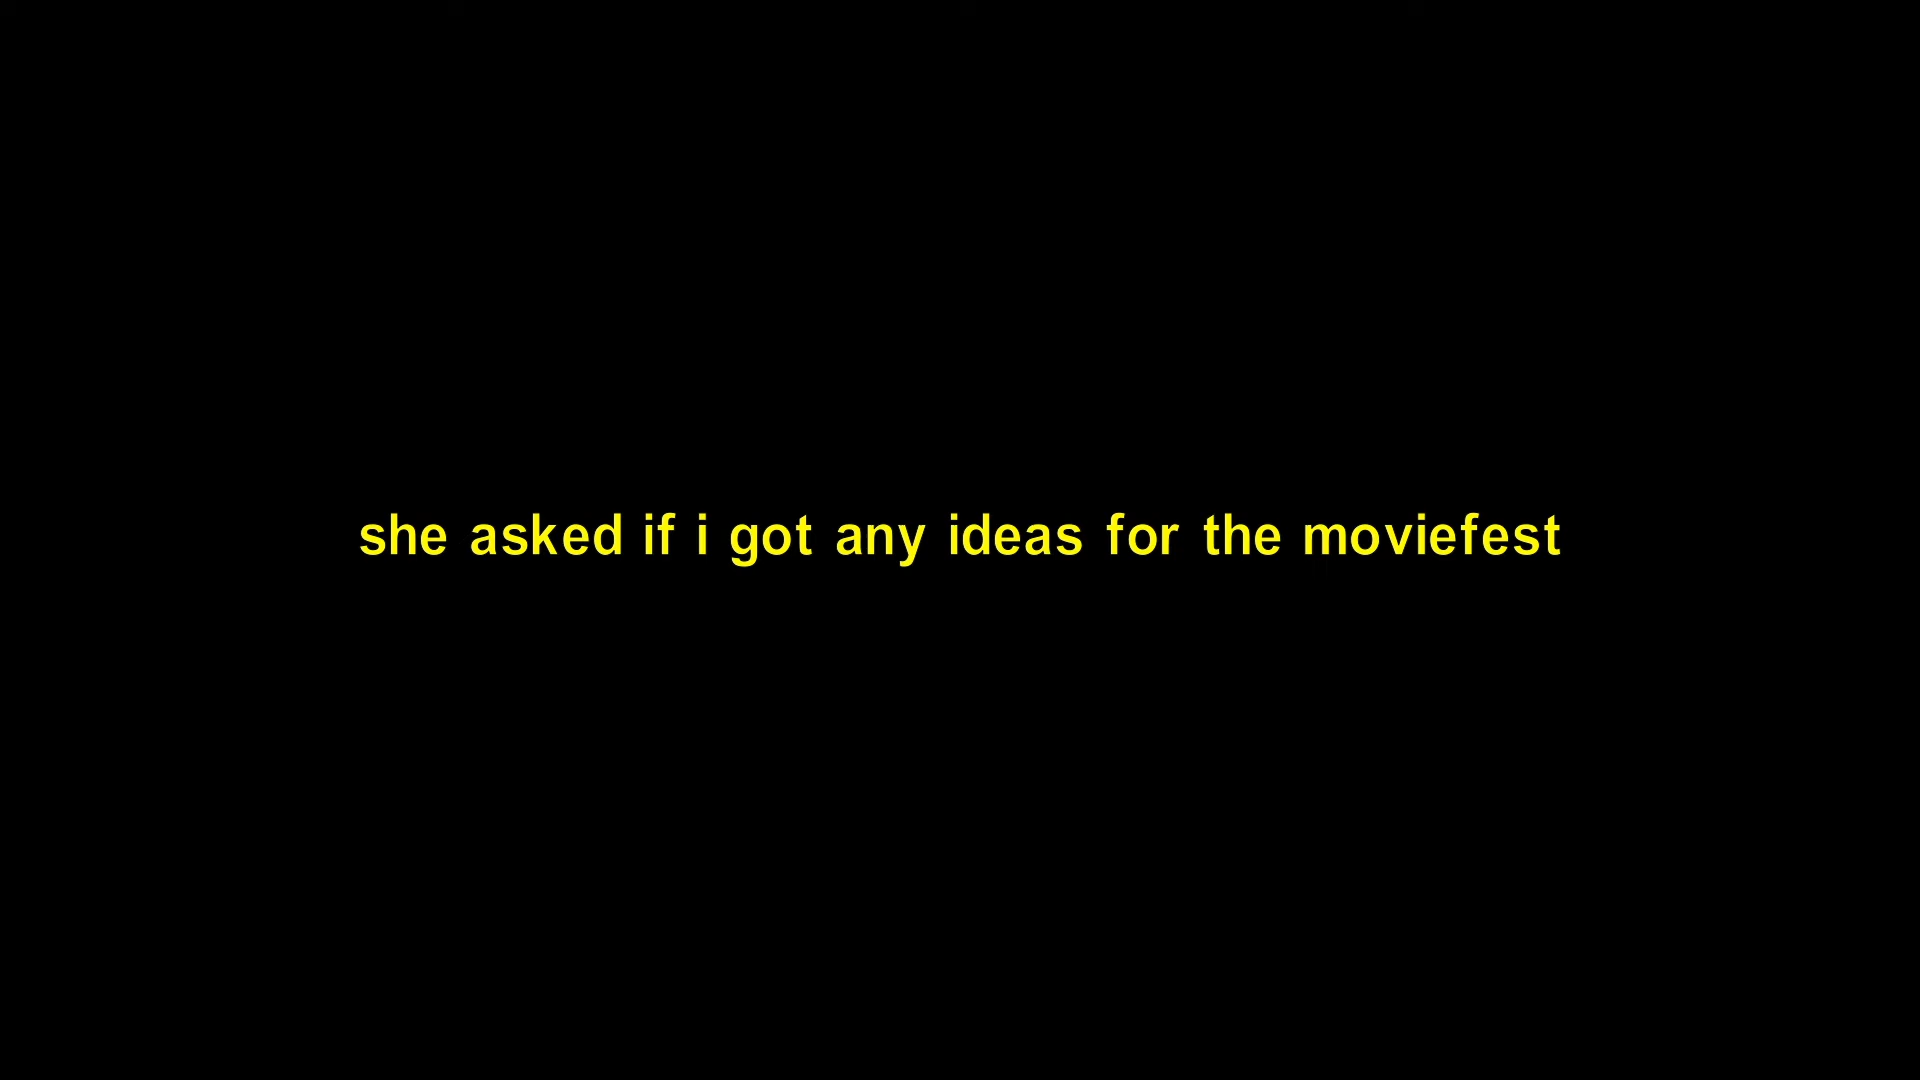 she asked if i got any ideas for the moviefest